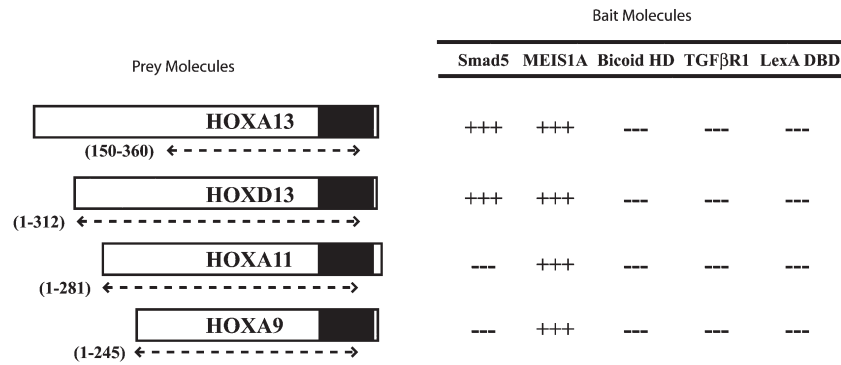 Bait Molecules
Prey Molecules
Smad5 MEIS1A Bicoid HD TGFβR1 LexA DBD
HOXA13 +++ +++ --- --- ---
(150-360)
HOXD13 +++ +++ --- --- ---
(1-312)
HOXA11 --- +++ --- --- ---
(1-281)
HOXA9 --- +++ --- --- ---
(1-245)